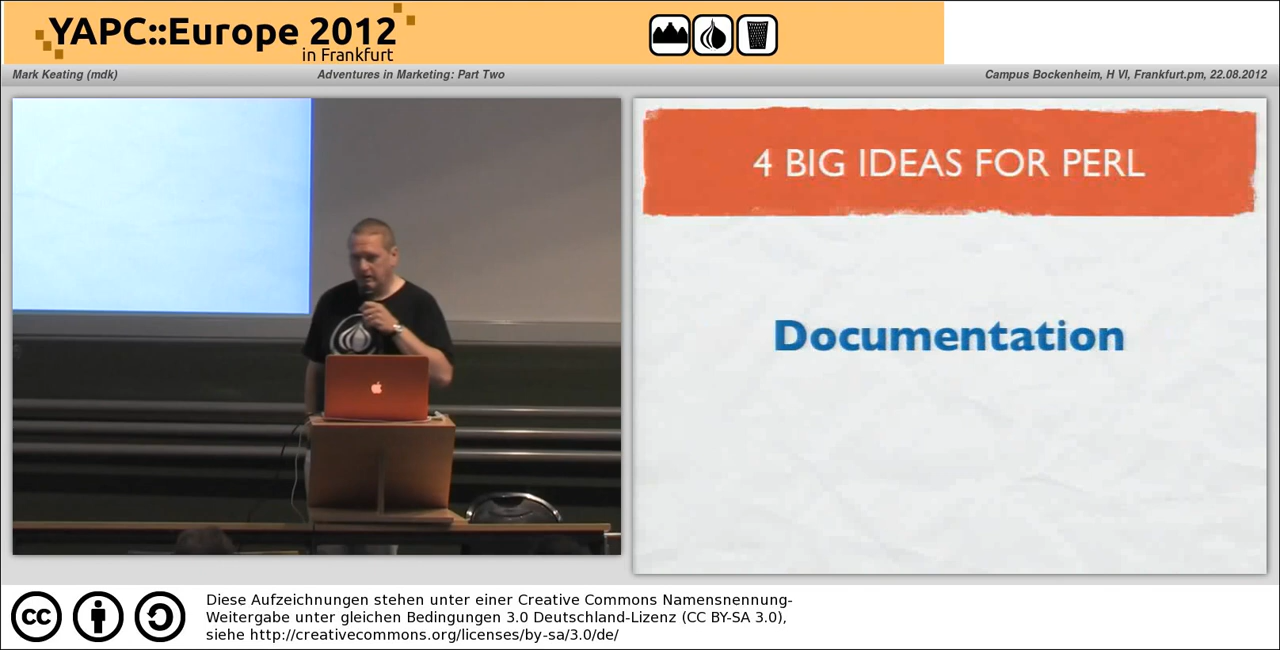 YAPC::Europe 2012
in Frankfurt
Mark Keating (mdk)
Adventures in Marketing: Part Two
Campus Bockenheim, H VI, Frankfurt.pm, 22.08.2012
4 BIG IDEAS FOR PERL
Documentation
cc
Diese Aufzeichnungen stehen unter einer Creative Commons Namensnennung-
Weitergabe unter gleichen Bedingungen 3.0 Deutschland-Lizenz (CC BY-SA 3.0),
siehe http://creativecommons.org/licenses/by-sa/3.0/de/